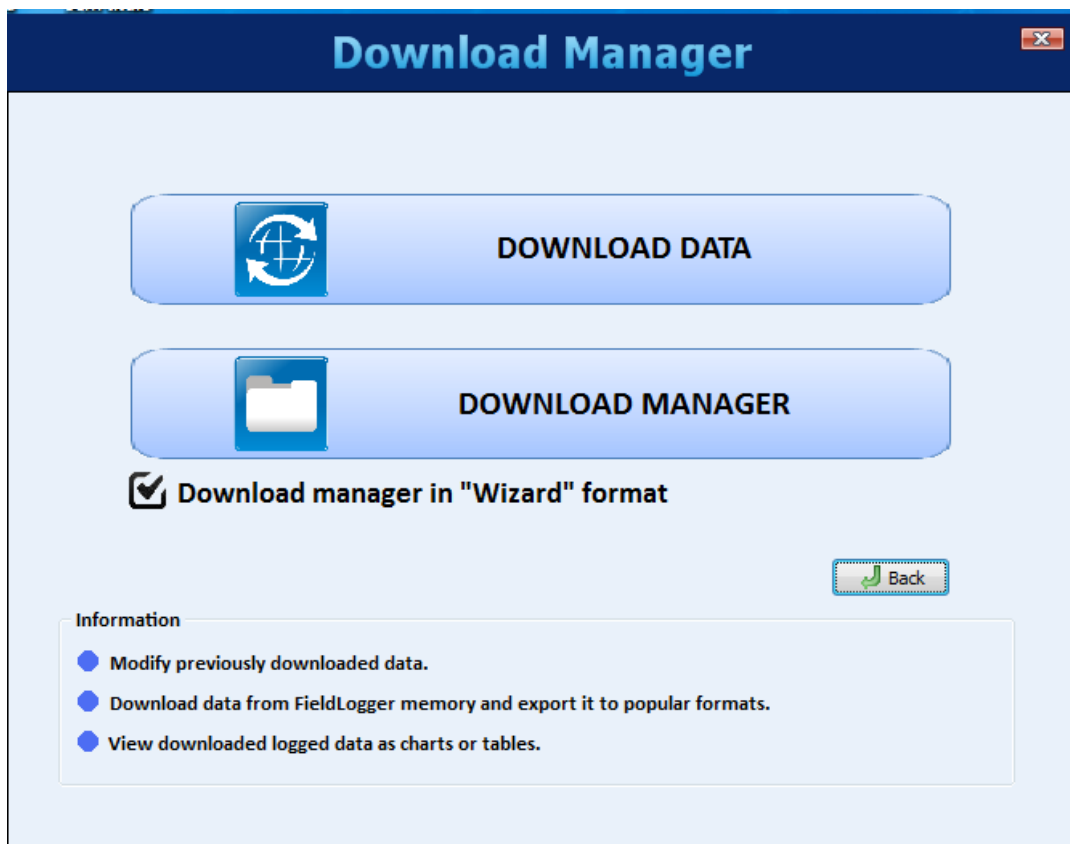 Download Manager
DOWNLOAD DATA
DOWNLOAD MANAGER
Download manager in "Wizard" format
Back
Information
Modify previously downloaded data.
Download data from FieldLogger memory and export it to popular formats.
View downloaded logged data as charts or tables.